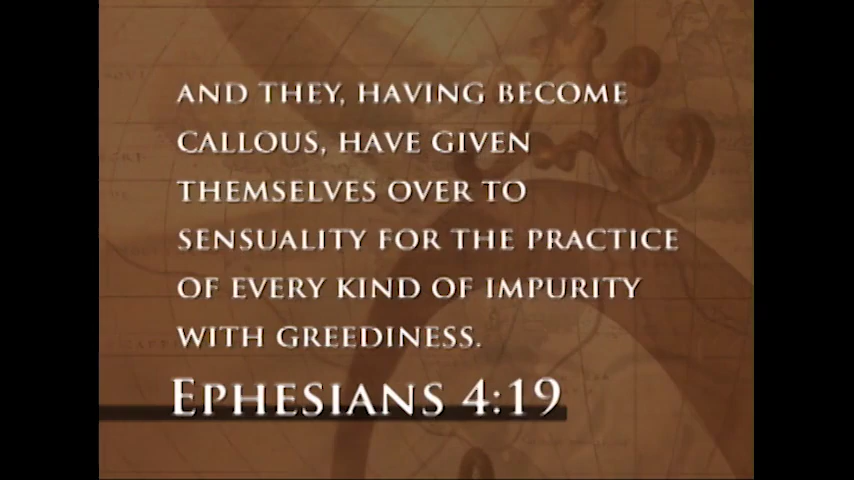 AND THEY, HAVING BECOME
CALLOUS, HAVE GIVEN
THEMSELVES OVER TO
SENSUALITY FOR THE PRACTICE
OF EVERY KIND OF IMPURITY
WITH GREEDINESS.
EPHESIANS 4:19